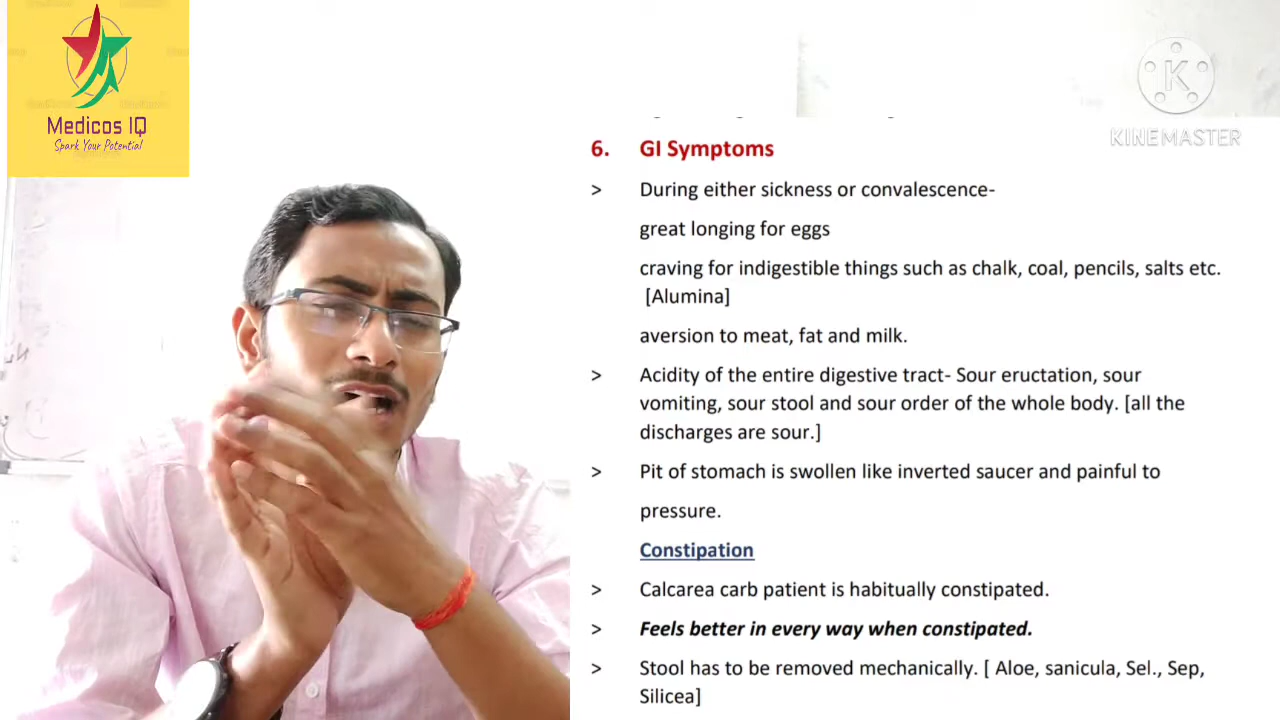 Medicos IQ
Spark Your Potential
KINEMASTER
6. GI Symptoms
> During either sickness or convalescence-
great longing for eggs
craving for indigestible things such as chalk, coal, pencils, salts etc.
[Alumina]
aversion to meat, fat and milk.
> Acidity of the entire digestive tract- Sour eructation, sour
vomiting, sour stool and sour order of the whole body. [all the
discharges are sour.]
> Pit of stomach is swollen like inverted saucer and painful to
pressure.
Constipation
> Calcarea carb patient is habitually constipated.
> Feels better in every way when constipated.
> Stool has to be removed mechanically. [ Aloe, sanicula, Sel., Sep,
Silicea]